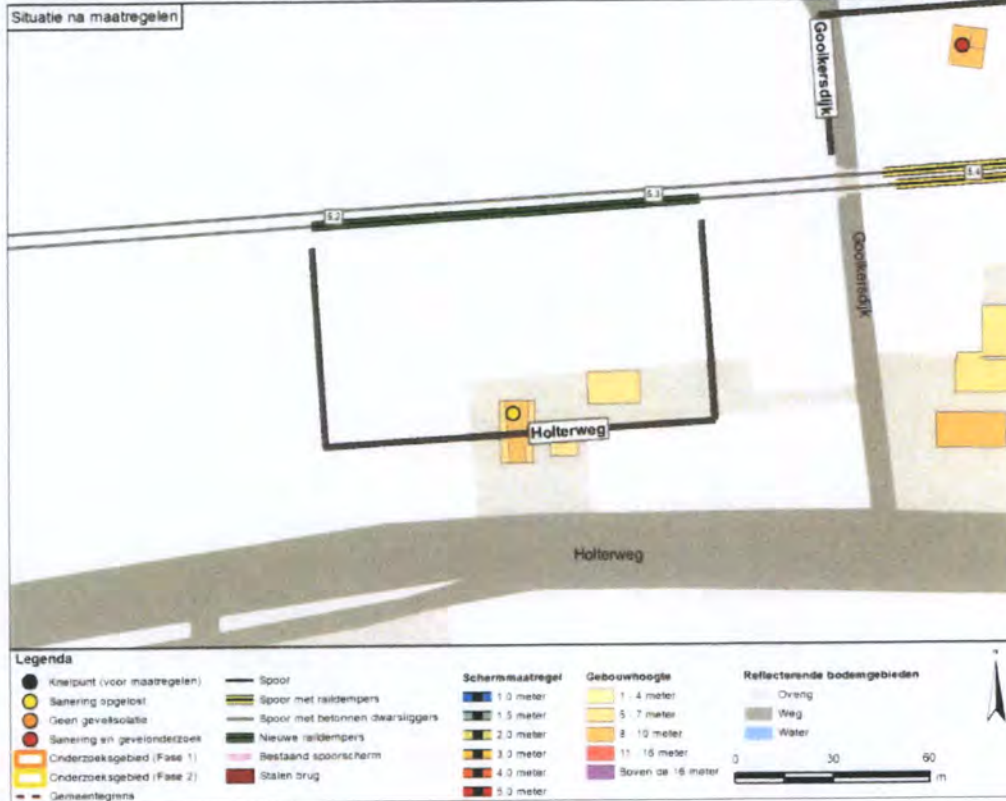 Situatie na maatregelen
Gooikersdijk
5.4
5.3
5.2
Gooikersdijk
Holterweg
Holterweg
Legenda
Knelpunt (voor maatregelen)
Sanering opgelost
Geen gevelisolatie
Sanering en gevelonderzoek
Onderzoeksgebied (Fase 1)
Onderzoeksgebied (Fase 2)
Gemeentegrens
Spoor
Spoor met raildempers
Spoor met betonnen dwarsliggers
Nieuwe raildempers
Bestaand spoorscherm
Stalen brug
Schermmaatregel
1.0 meter
1.5 meter
2.0 meter
3.0 meter
4.0 meter
5.0 meter
Gebouwhoogte
1 - 4 meter
5 - 7 meter
8 - 10 meter
11 - 16 meter
Boven de 16 meter
Reflecterende bodemgebieden
Overig
Weg
Water
0 30 60
m
N